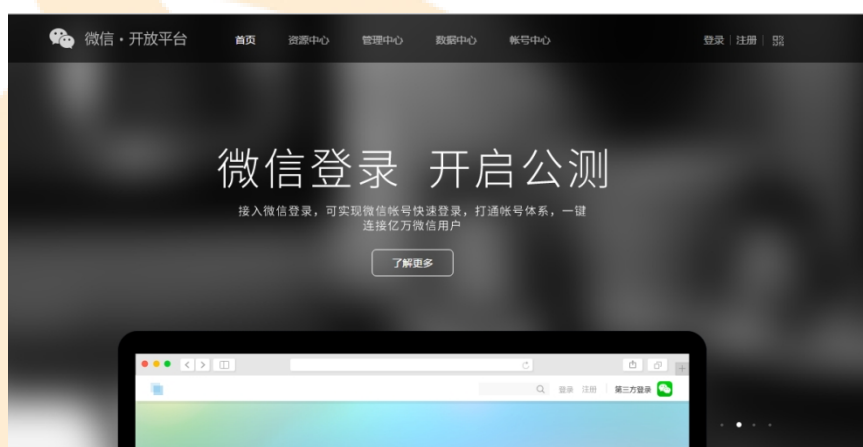 微信·开放平台 首页 资源中心 管理中心 数据中心 帐号中心 登录 | 注册 |
微信登录 开启公测
接入微信登录，可实现微信帐号快速登录，打通帐号体系，一键
连接亿万微信用户
了解更多
登录 注册 | 第三方登录